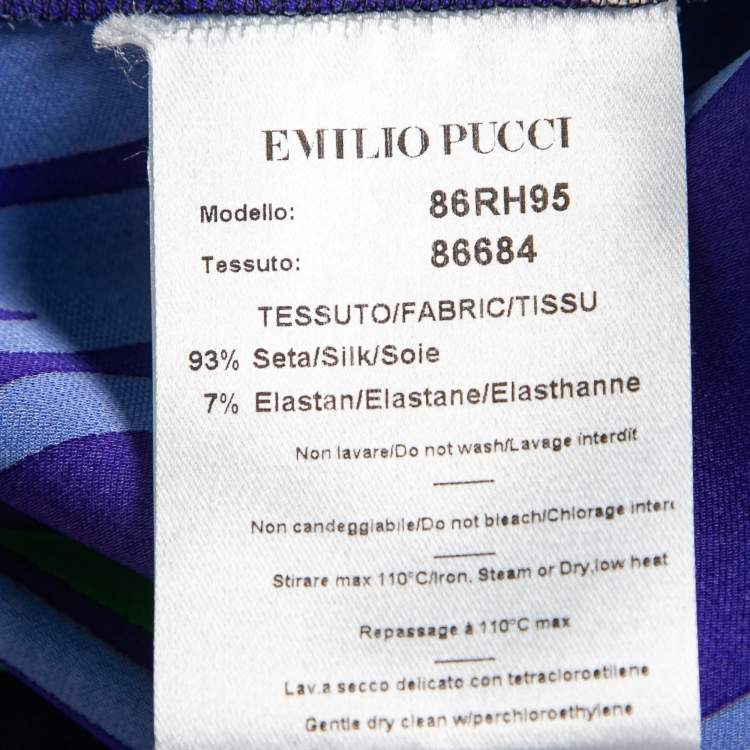 EMILIO PUCCI
Modello: 86RH95
Tessuto: 86684
TESSUTO/FABRIC/TISSU
93% Seta/Silk/Soie
7% Elastan/Elastane/Elasthanne
Non lavare/Do not wash/Lavage interdit
Non candeggiabile/Do not bleach/Chlorage inter
Stirare max 110°C/Iron, Steam or Dry,low heat
Repassage à 110°C max
Lav.a secco delicato con tetracloroetilene
Gentle dry clean w/perchloroethylene